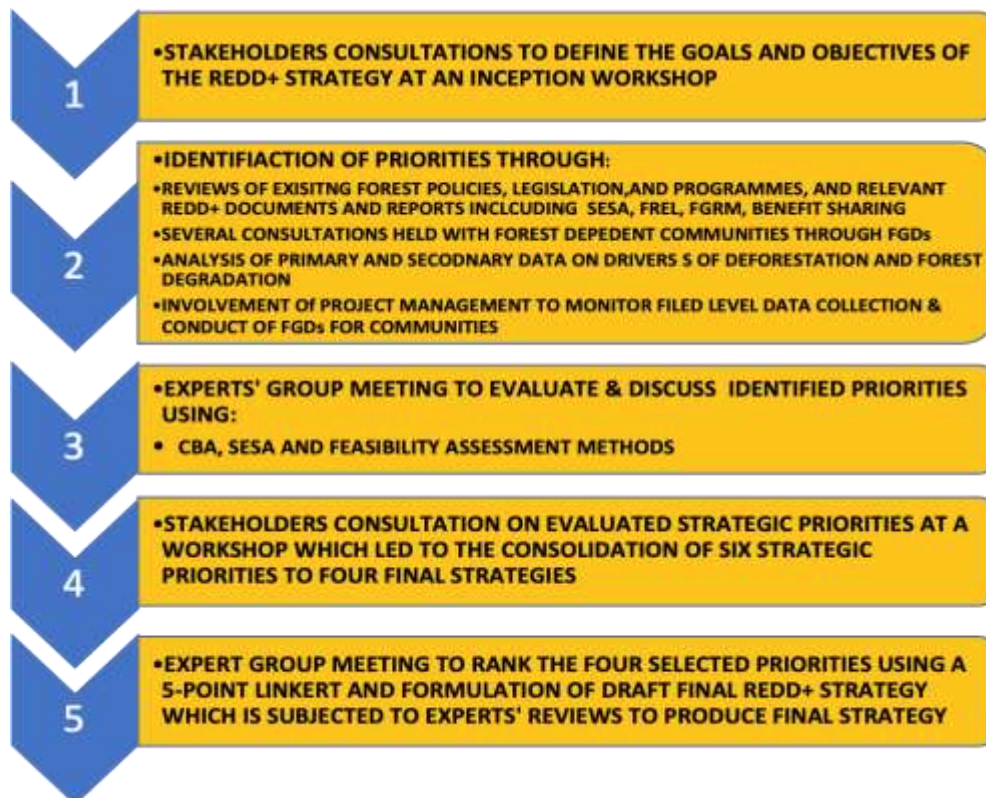 1
•STAKEHOLDERS CONSULTATIONS TO DEFINE THE GOALS AND OBJECTIVES OF
THE REDD+ STRATEGY AT AN INCEPTION WORKSHOP
2
•IDENTIFIACTION OF PRIORITIES THROUGH:
•REVIEWS OF EXISITNG FOREST POLICIES, LEGISLATION,AND PROGRAMMES, AND RELEVANT
REDD+ DOCUMENTS AND REPORTS INCLCUDING SESA, FREL, FGRM, BENEFIT SHARING
•SEVERAL CONSULTATIONS HELD WITH FOREST DEPEDENT COMMUNITIES THROUGH FGDs
•ANALYSIS OF PRIMARY AND SECODNARY DATA ON DRIVERS S OF DEFORESTATION AND FOREST
DEGRADATION
•INVOLVEMENT Of PROJECT MANAGEMENT TO MONITOR FILED LEVEL DATA COLLECTION &
CONDUCT OF FGDs FOR COMMUNITIES
3
•EXPERTS' GROUP MEETING TO EVALUATE & DISCUSS IDENTIFIED PRIORITIES
USING:
• CBA, SESA AND FEASIBILITY ASSESSMENT METHODS
4
•STAKEHOLDERS CONSULTATION ON EVALUATED STRATEGIC PRIORITIES AT A
WORKSHOP WHICH LED TO THE CONSOLIDATION OF SIX STRATEGIC
PRIORITIES TO FOUR FINAL STRATEGIES
5
•EXPERT GROUP MEETING TO RANK THE FOUR SELECTED PRIORITIES USING A
5-POINT LINKERT AND FORMULATION OF DRAFT FINAL REDD+ STRATEGY
WHICH IS SUBJECTED TO EXPERTS' REVIEWS TO PRODUCE FINAL STRATEGY